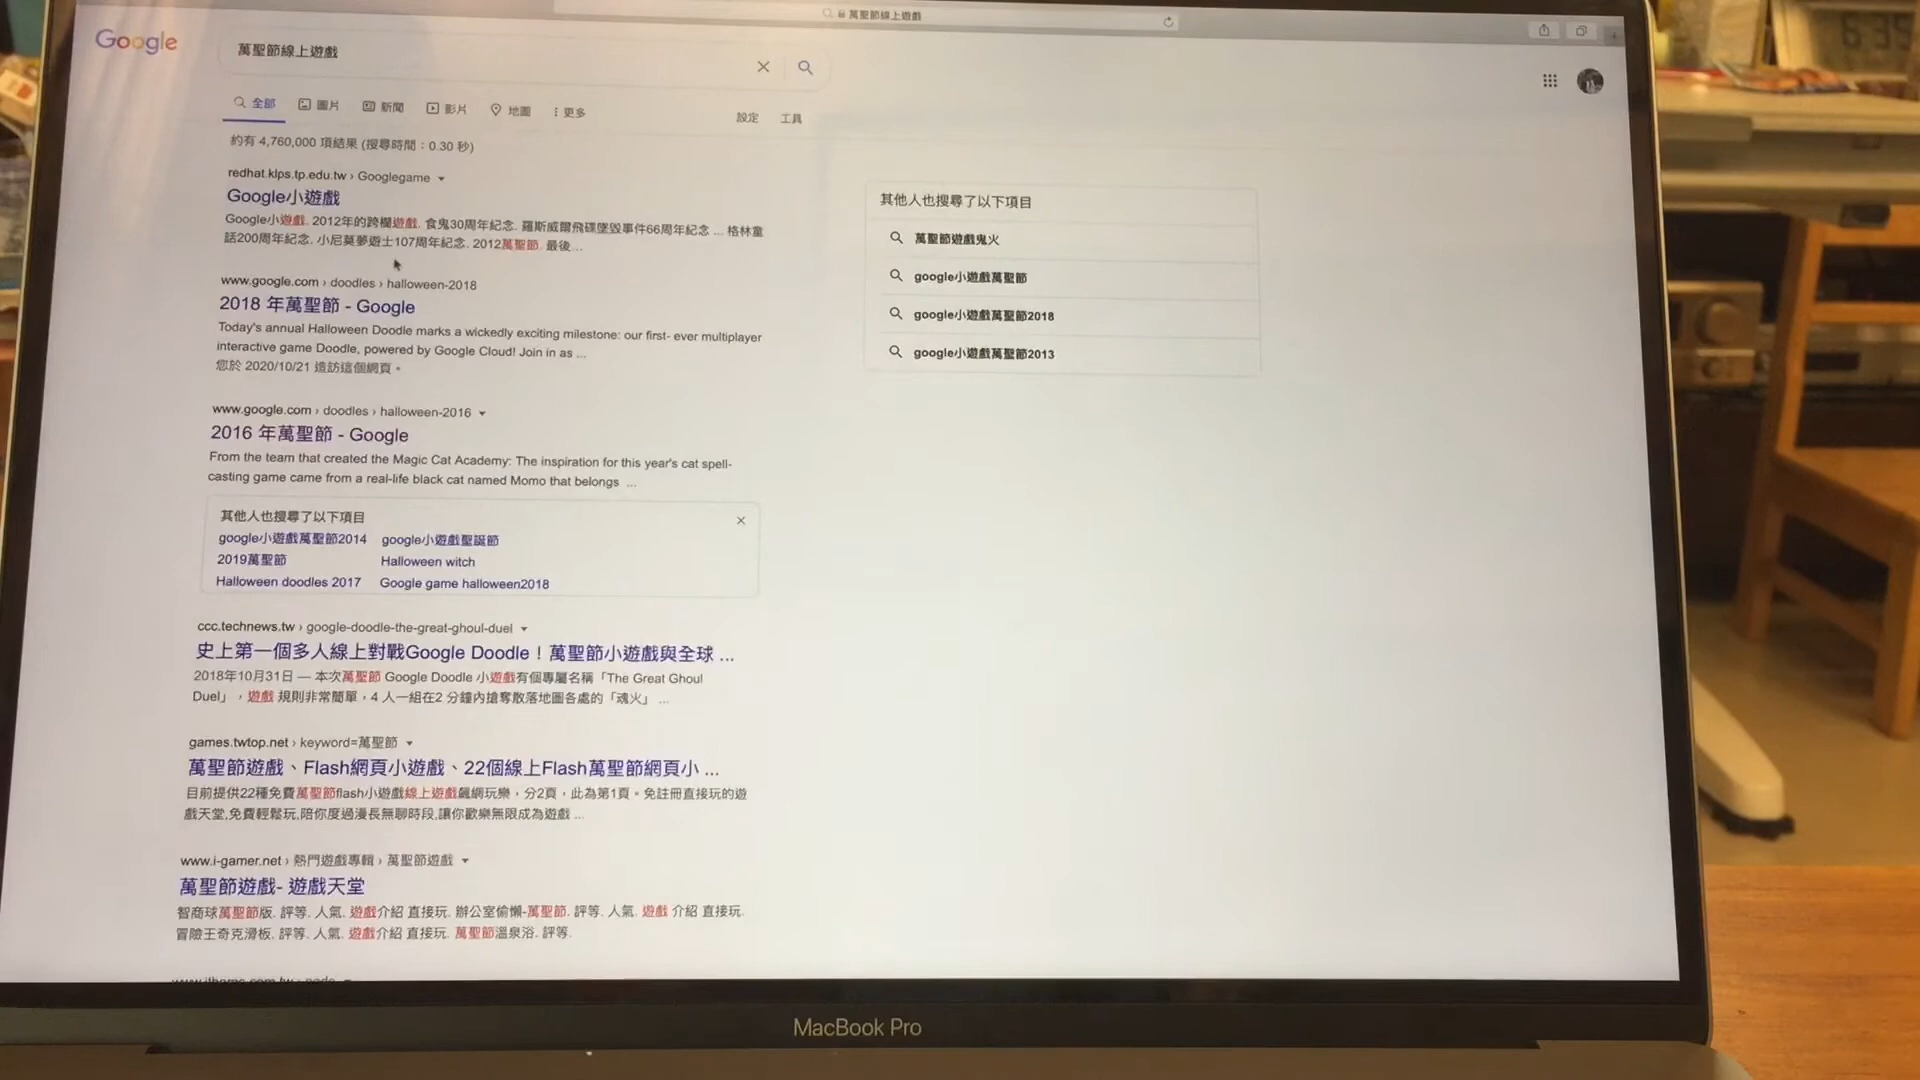 萬聖節線上遊戲
635
Google
萬聖節線上遊戲
全部 圖片 新聞 影片 地圖 更多 設定 工具
約有 4,760,000 項結果 (搜尋時間：0.30 秒)
redhat.klps.tp.edu.tw › Googlegame
Google小遊戲
Google小遊戲. 2012年的跨欄遊戲. 食鬼30周年紀念. 羅斯威爾飛碟墜毀事件66周年紀念 ... 格林童
話200周年紀念. 小尼莫夢遊士107周年紀念. 2012萬聖節. 最後...
www.google.com › doodles › halloween-2018
2018 年萬聖節 - Google
Today's annual Halloween Doodle marks a wickedly exciting milestone: our first- ever multiplayer
interactive game Doodle, powered by Google Cloud! Join in as ...
您於 2020/10/21 造訪這個網頁。
www.google.com › doodles › halloween-2016
2016 年萬聖節 - Google
From the team that created the Magic Cat Academy: The inspiration for this year's cat spell-
casting game came from a real-life black cat named Momo that belongs ...
其他人也搜尋了以下項目
google小遊戲萬聖節2014 google小遊戲聖誕節
2019萬聖節 Halloween witch
Halloween doodles 2017 Google game halloween2018
ccc.technews.tw › google-doodle-the-great-ghoul-duel
史上第一個多人線上對戰Google Doodle！萬聖節小遊戲與全球 ...
2018年10月31日 — 本次萬聖節 Google Doodle 小遊戲有個專屬名稱「The Great Ghoul
Duel」，遊戲 規則非常簡單，4 人一組在2 分鐘內搶奪散落地圖各處的「魂火」 ...
games.twtop.net › keyword=萬聖節
萬聖節遊戲、Flash網頁小遊戲、22個線上Flash萬聖節網頁小 ...
目前提供22種免費萬聖節flash小遊戲線上遊戲飆網玩樂，分2頁，此為第1頁。免註冊直接玩的遊
戲天堂,免費輕鬆玩,陪你度過漫長無聊時段,讓你歡樂無限成為遊戲 ...
www.i-gamer.net › 熱門遊戲專輯 › 萬聖節遊戲
萬聖節遊戲- 遊戲天堂
智商球萬聖節版. 評等. 人氣. 遊戲介紹 直接玩. 辦公室偷懶-萬聖節. 評等. 人氣. 遊戲 介紹 直接玩.
冒險王奇克滑板. 評等. 人氣. 遊戲介紹 直接玩. 萬聖節溫泉浴. 評等.
其他人也搜尋了以下項目
萬聖節遊戲鬼火
google小遊戲萬聖節
google小遊戲萬聖節2018
google小遊戲萬聖節2013
MacBook Pro